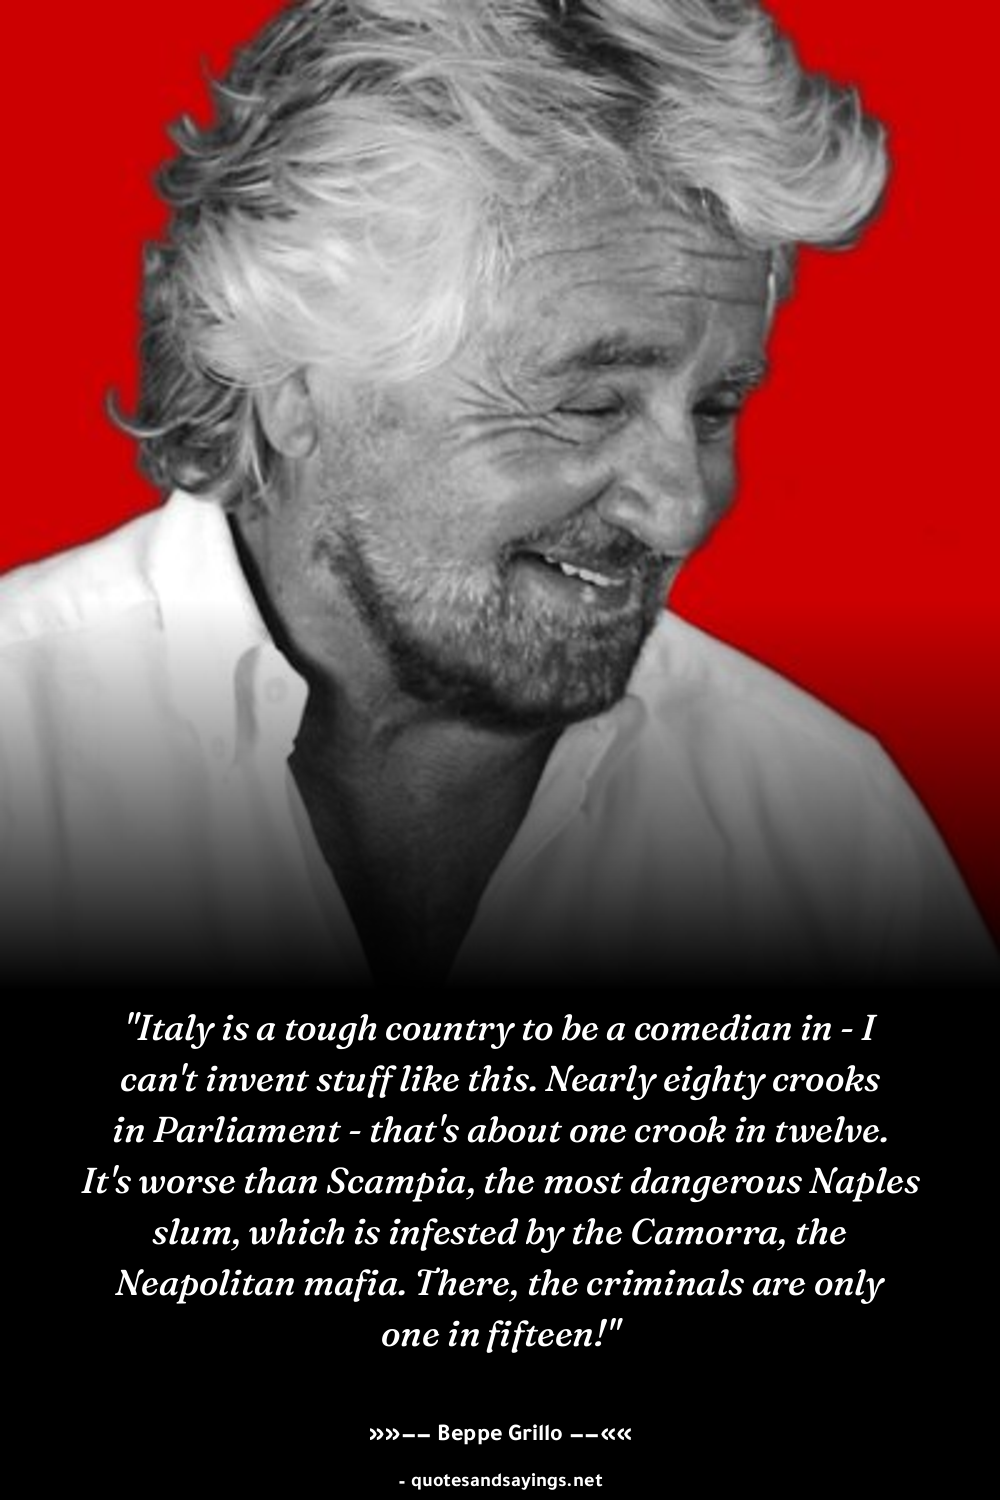 "Italy is a tough country to be a comedian in - I
can't invent stuff like this. Nearly eighty crooks
in Parliament - that's about one crook in twelve.
It's worse than Scampia, the most dangerous Naples
slum, which is infested by the Camorra, the
Neapolitan mafia. There, the criminals are only
one in fifteen!"
»»–– Beppe Grillo ––««
- quotesandsayings.net